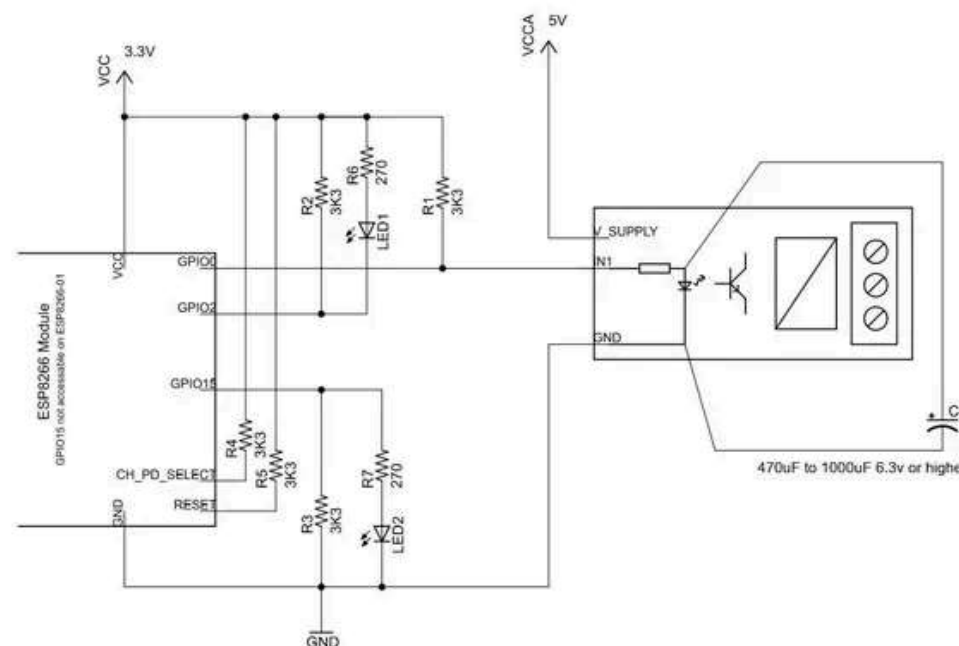 VCC
3.3V
VCCA
5V
R6
270
R2
3K3
LED1
R1
3K3
V_SUPPLY
VCC
GPIO0
IN1
ESP8266 Module
GPIO15 not accessiable on ESP8266-01
GPIO2
GND
GPIO15
R4
3K3
CH_PD_SELECT
R5
3K3
R7
270
C
470uF to 1000uF 6.3v or highe
RESET
GND
R3
3K3
LED2
GND